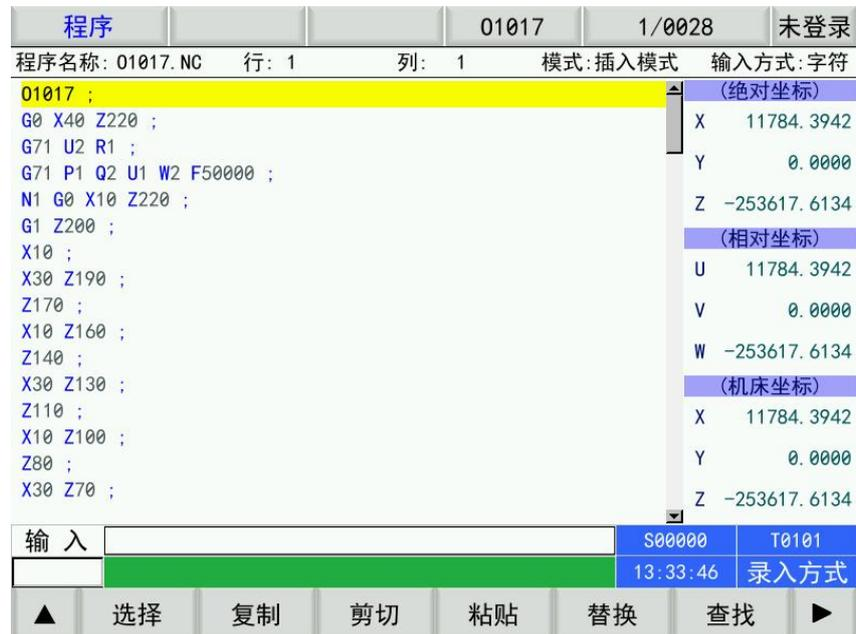 程序 O1017 1/0028 未登录
程序名称: O1017.NC 行: 1 列: 1 模式:插入模式 输入方式:字符
O1017 ;
G0 X40 Z220 ;
G71 U2 R1 ;
G71 P1 Q2 U1 W2 F50000 ;
N1 G0 X10 Z220 ;
G1 Z200 ;
X10 ;
X30 Z190 ;
Z170 ;
X10 Z160 ;
Z140 ;
X30 Z130 ;
Z110 ;
X10 Z100 ;
Z80 ;
X30 Z70 ;
(绝对坐标)
X 11784.3942
Y 0.0000
Z -253617.6134
(相对坐标)
U 11784.3942
V 0.0000
W -253617.6134
(机床坐标)
X 11784.3942
Y 0.0000
Z -253617.6134
输入 S00000 T0101
13:33:46 录入方式
▲ 选择 复制 剪切 粘贴 替换 查找 ▶